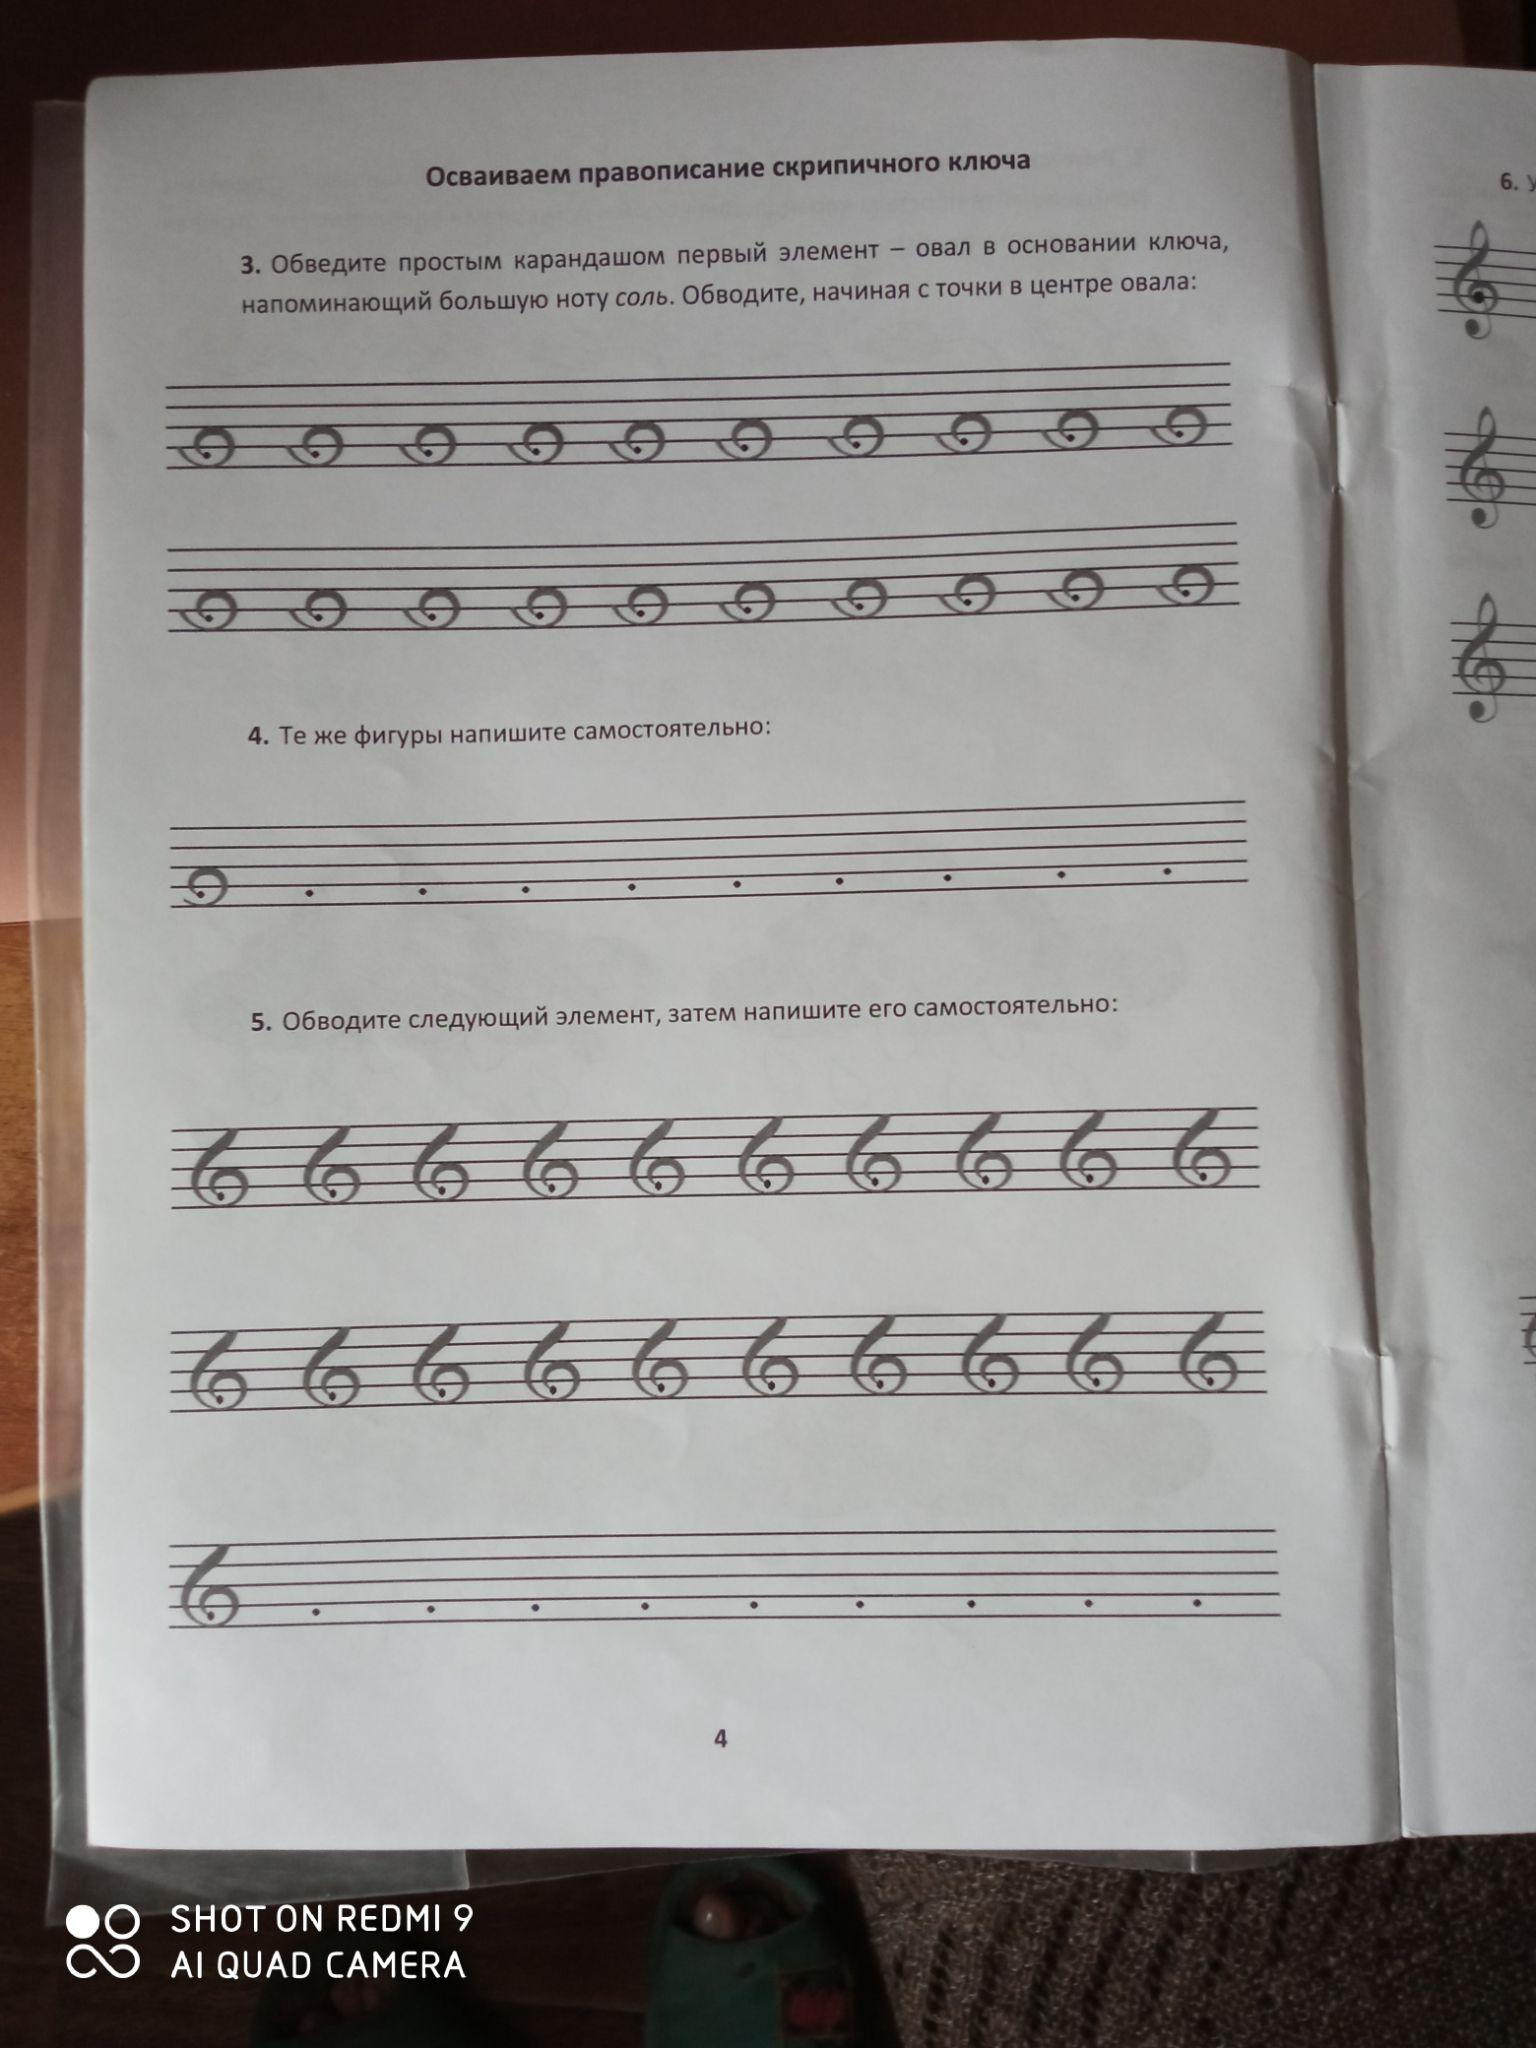 Осваиваем правописание скрипичного ключа
3. Обведите простым карандашом первый элемент – овал в основании ключа,
напоминающий большую ноту соль. Обводите, начиная с точки в центре овала:
4. Те же фигуры напишите самостоятельно:
5. Обводите следующий элемент, затем напишите его самостоятельно:
4
6.
SHOT ON REDMI 9
AI QUAD CAMERA